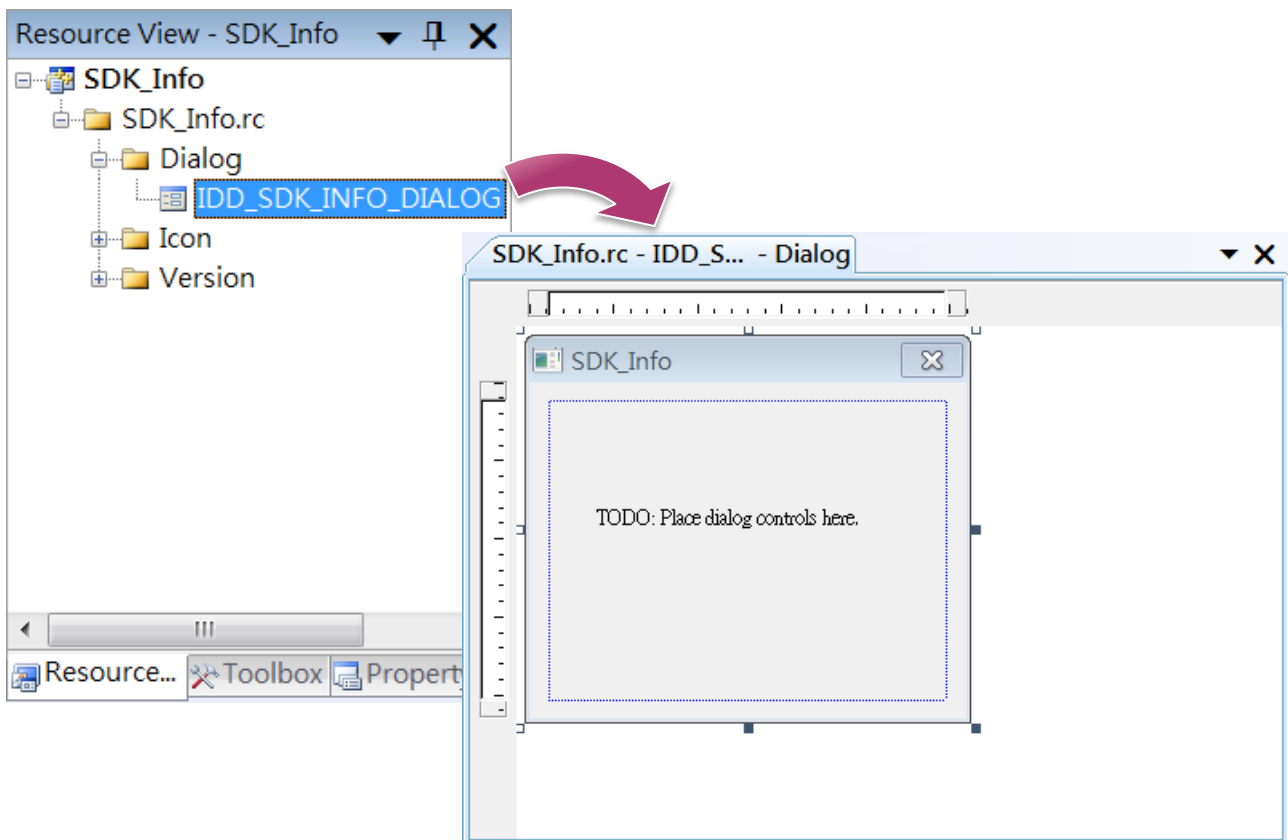 Resource View - SDK_Info
SDK_Info
SDK_Info.rc
Dialog
IDD_SDK_INFO_DIALOG
Icon
Version
Resource... Toolbox Propert
SDK_Info.rc - IDD_S... - Dialog
SDK_Info
TODO: Place dialog controls here.